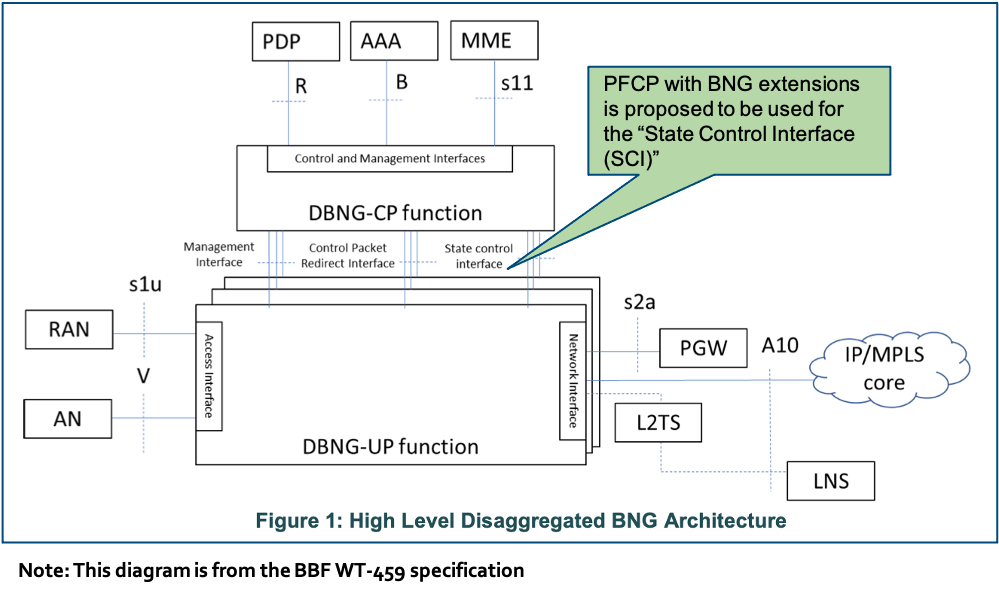 PDP
AAA
MME
R
B
s11
PFCP with BNG extensions
is proposed to be used for
the “State Control Interface
(SCI)”
Control and Management Interfaces
DBNG-CP function
Management
Interface
Control Packet
Redirect Interface
State control
interface
s1u
RAN
V
AN
Access Interface
DBNG-UP function
Network Interface
s2a
PGW
A10
IP/MPLS
core
L2TS
LNS
Figure 1: High Level Disaggregated BNG Architecture
Note: This diagram is from the BBF WT-459 specification